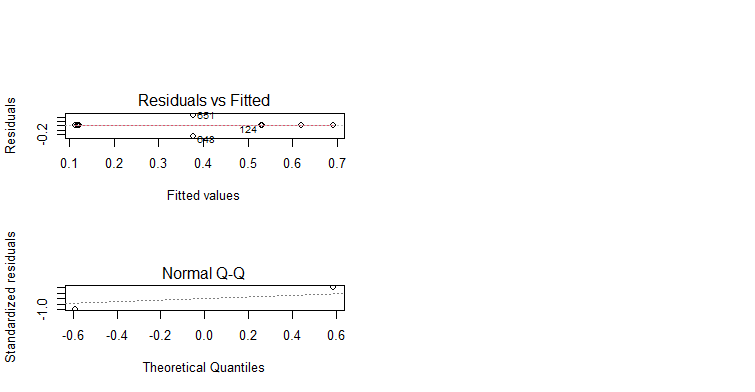 Residuals vs Fitted
Residuals
-0.2
651
124
648
0.1 0.2 0.3 0.4 0.5 0.6 0.7
Fitted values
Normal Q-Q
Standardized residuals
-1.0
-0.6 -0.4 -0.2 0.0 0.2 0.4 0.6
Theoretical Quantiles